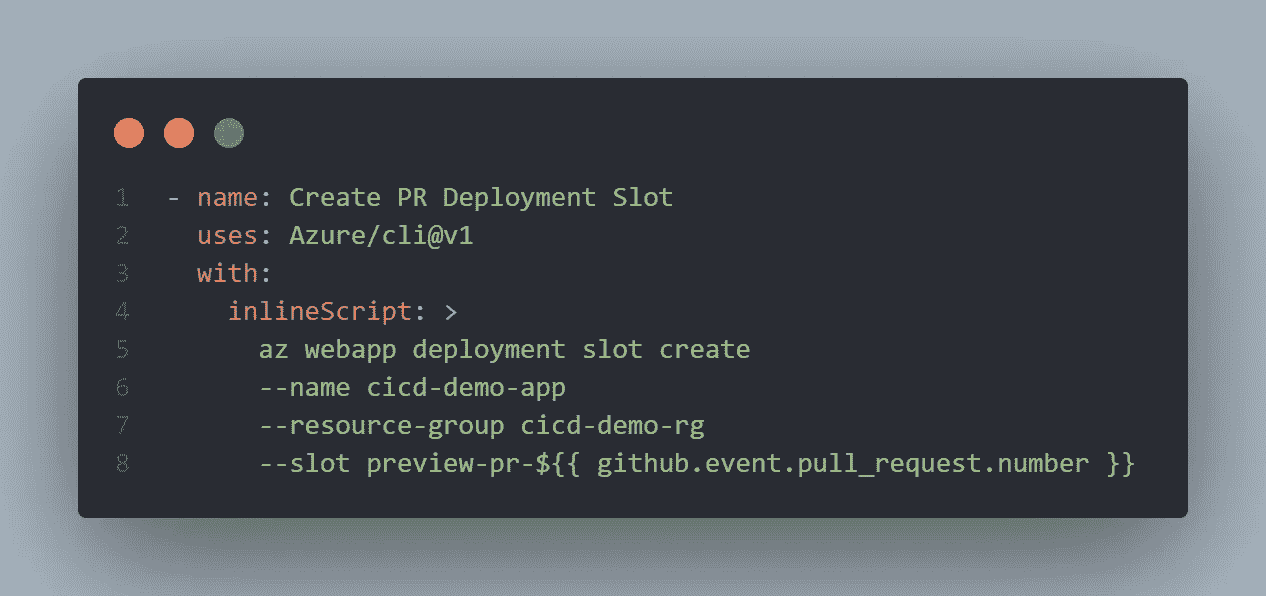 1 - name: Create PR Deployment Slot
2   uses: Azure/cli@v1
3   with:
4     inlineScript: >
5       az webapp deployment slot create
6       --name cicd-demo-app
7       --resource-group cicd-demo-rg
8       --slot preview-pr-${{ github.event.pull_request.number }}